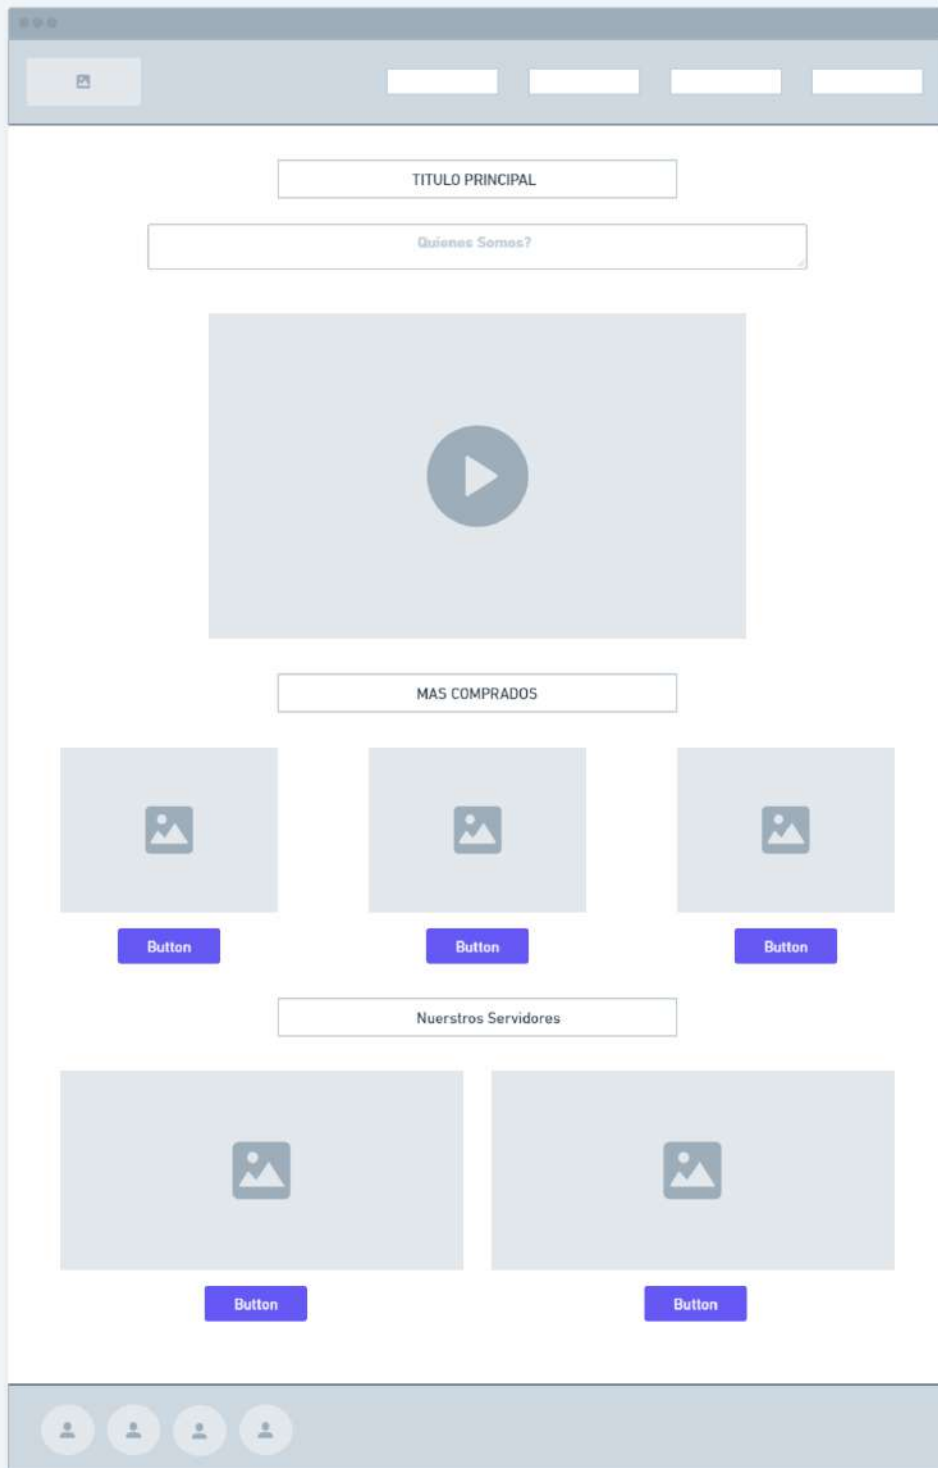 TITULO PRINCIPAL
Quienes Somos?
MAS COMPRADOS
Button Button Button
Nuerstros Servidores
Button Button